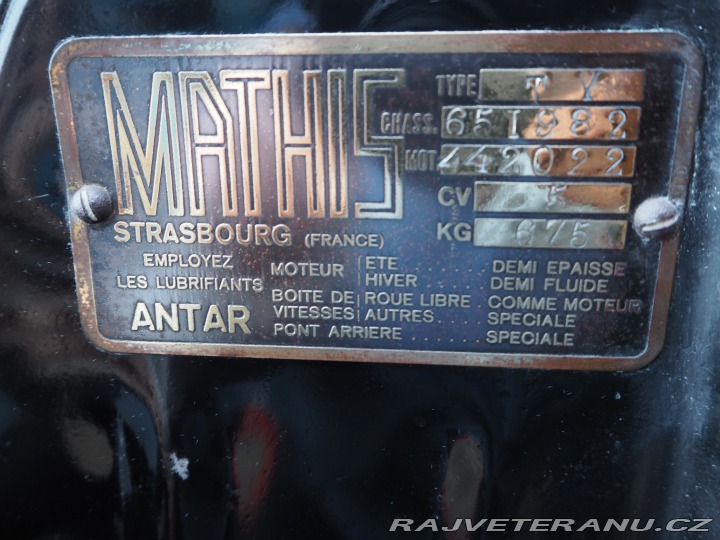 MATHIS
STRASBOURG (FRANCE)
TYPE T Y
CHASS. 651982
MOT 442022
CV 5
KG 675
EMPLOYEZ
LES LUBRIFIANTS
ANTAR
MOTEUR ETE ..... DEMI EPAISSE
HIVER ..... DEMI FLUIDE
BOITE DE ROUE LIBRE . COMME MOTEUR
VITESSES AUTRES ..... SPECIALE
PONT ARRIERE ..... SPECIALE
RAJVETERANU.CZ